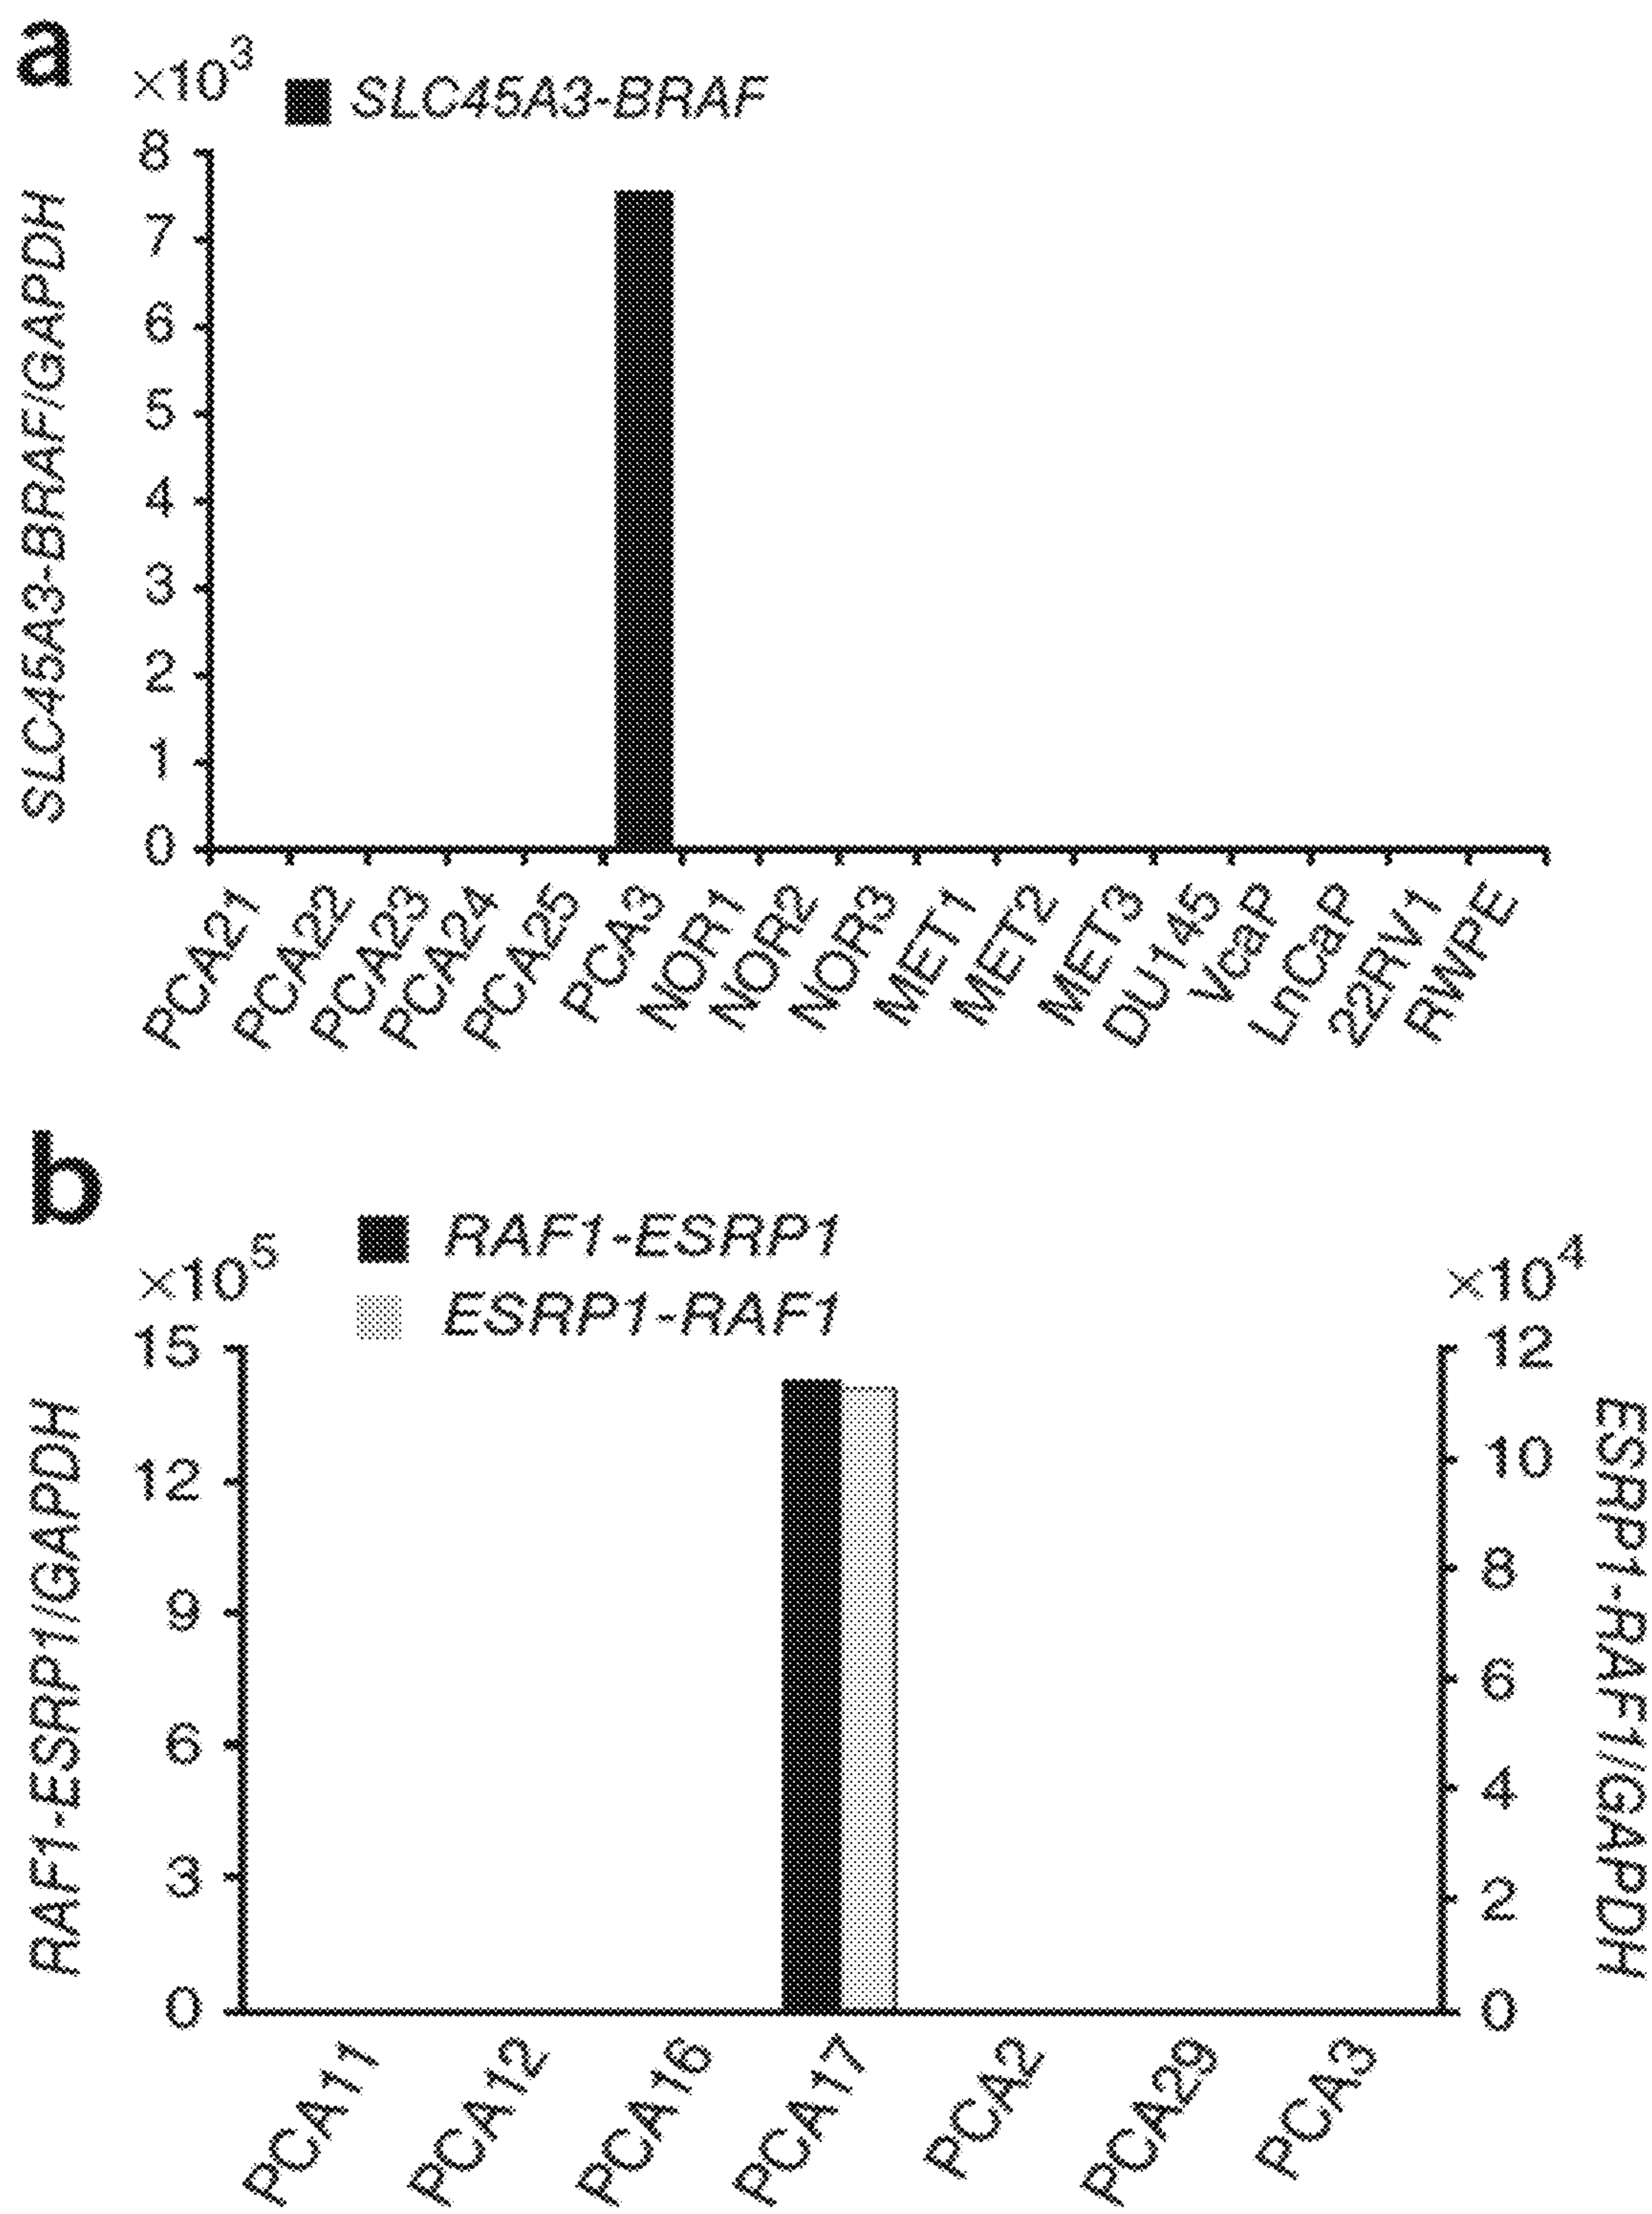 a
×10³
SLC45A3-BRAF
SLC45A3-BRAF/GAPDH
8
7
6
5
4
3
2
1
0
PCA21 PCA22 PCA23 PCA24 PCA25 PCA3 NOR1 NOR2 NOR3 MET1 MET2 MET3 DU145 VcaP LnCaP 22RV1 RWPE
b
RAF1-ESRP1
×10⁵ ×10⁴
ESRP1-RAF1
RAF1-ESRP1/GAPDH
15
12
9
6
3
0
12
10
8
6
4
2
0
ESRP1-RAF1/GAPDH
PCA11 PCA12 PCA16 PCA17 PCA2 PCA29 PCA3